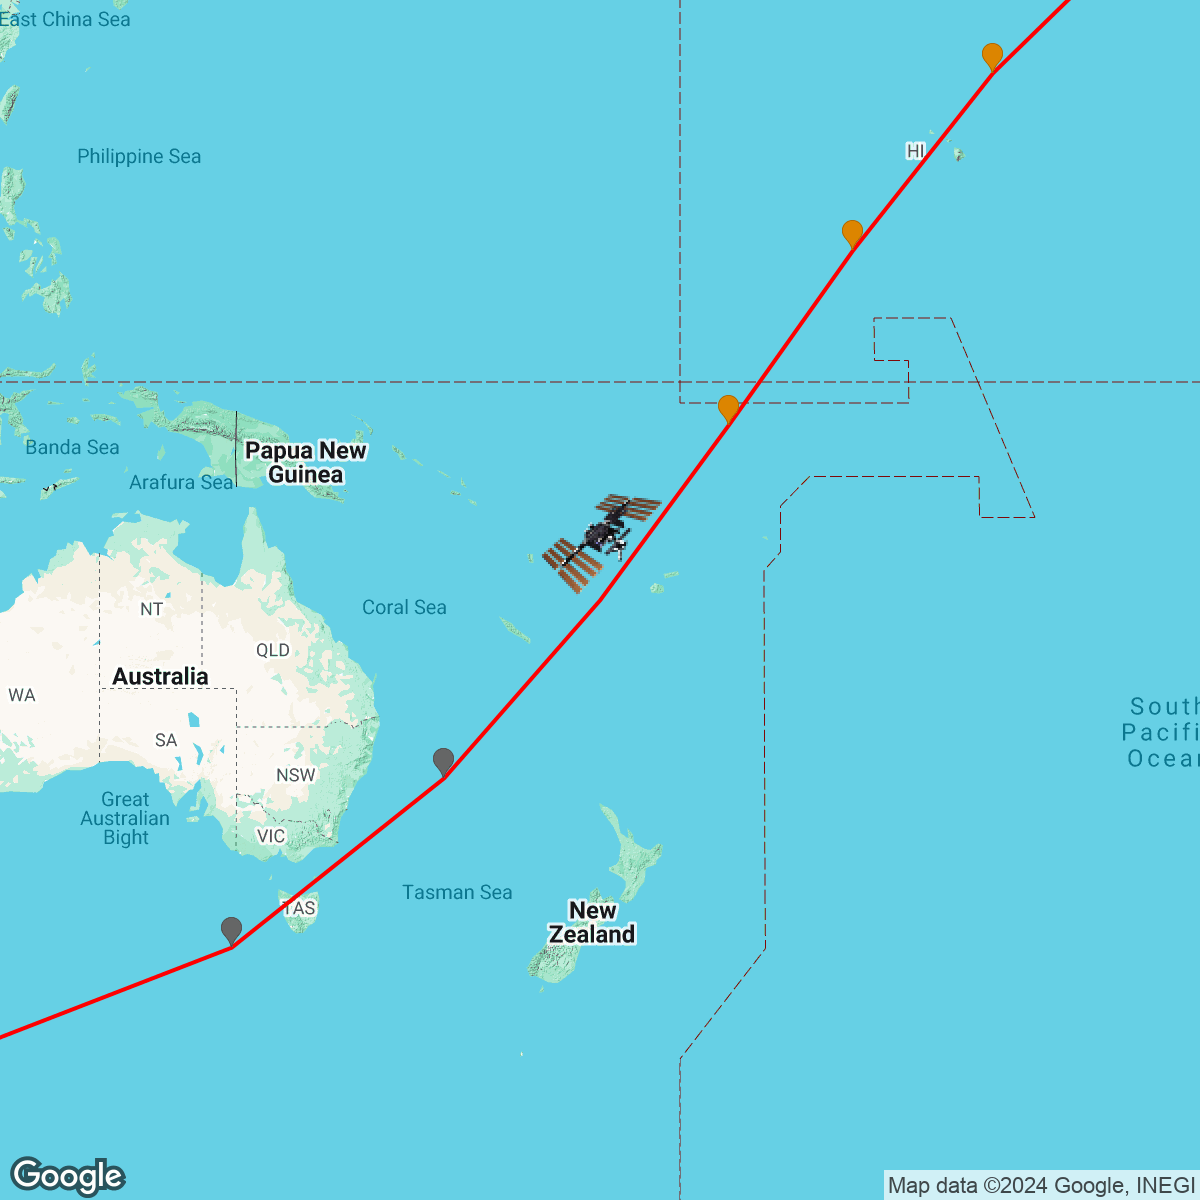 East China Sea
Philippine Sea
HI
Banda Sea
Papua New
Guinea
Arafura Sea
NT
Coral Sea
QLD
Australia
WA
SA
NSW
South
Pacifi
Ocean
Great
Australian
Bight
VIC
Tasman Sea
TAS
New
Zealand
Google
Map data ©2024 Google, INEGI